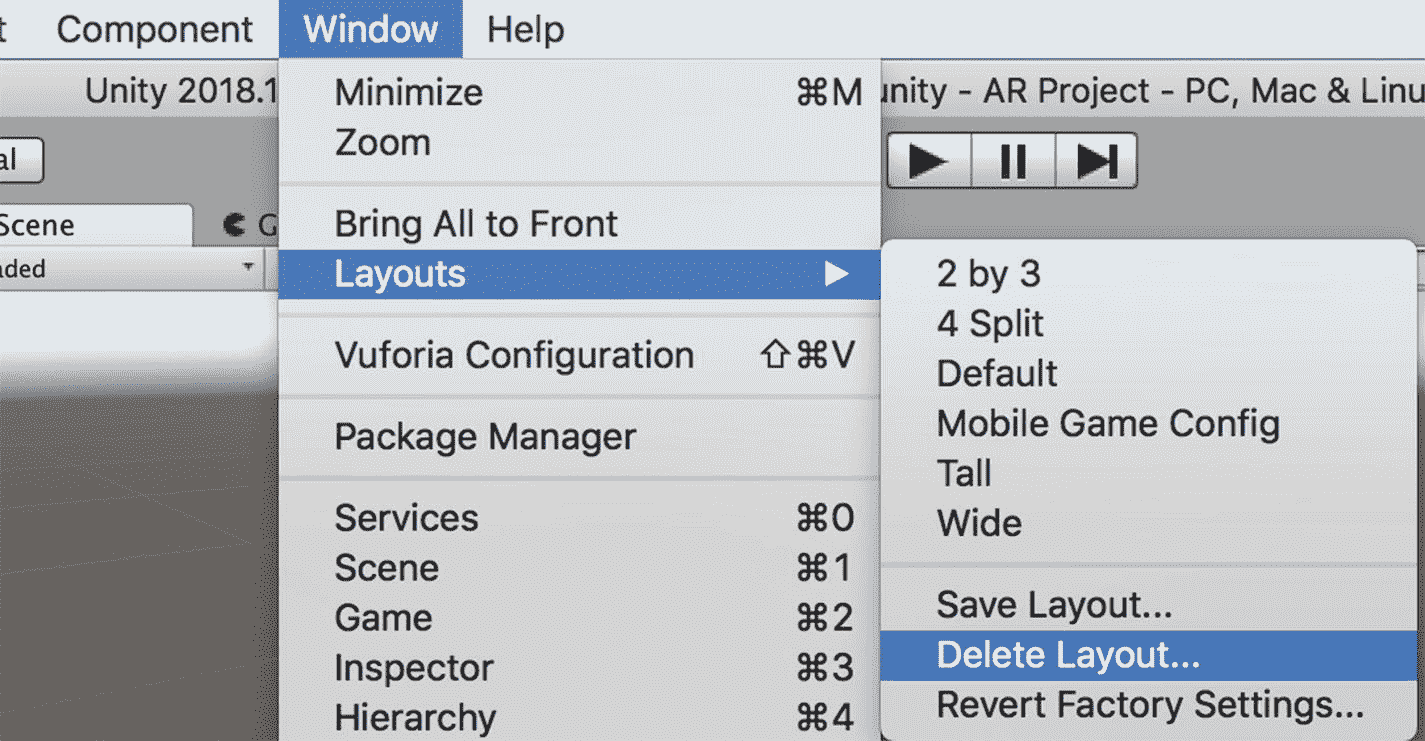 Component Window Help
Unity 2018.1 unity - AR Project - PC, Mac & Linu
Minimize ⌘M
Zoom
Scene G
Bring All to Front
Layouts
2 by 3
4 Split
Vuforia Configuration ⇧⌘V
Default
Mobile Game Config
Package Manager
Tall
Wide
Services ⌘0
Scene ⌘1
Save Layout...
Game ⌘2
Delete Layout...
Inspector ⌘3
Revert Factory Settings...
Hierarchy ⌘4